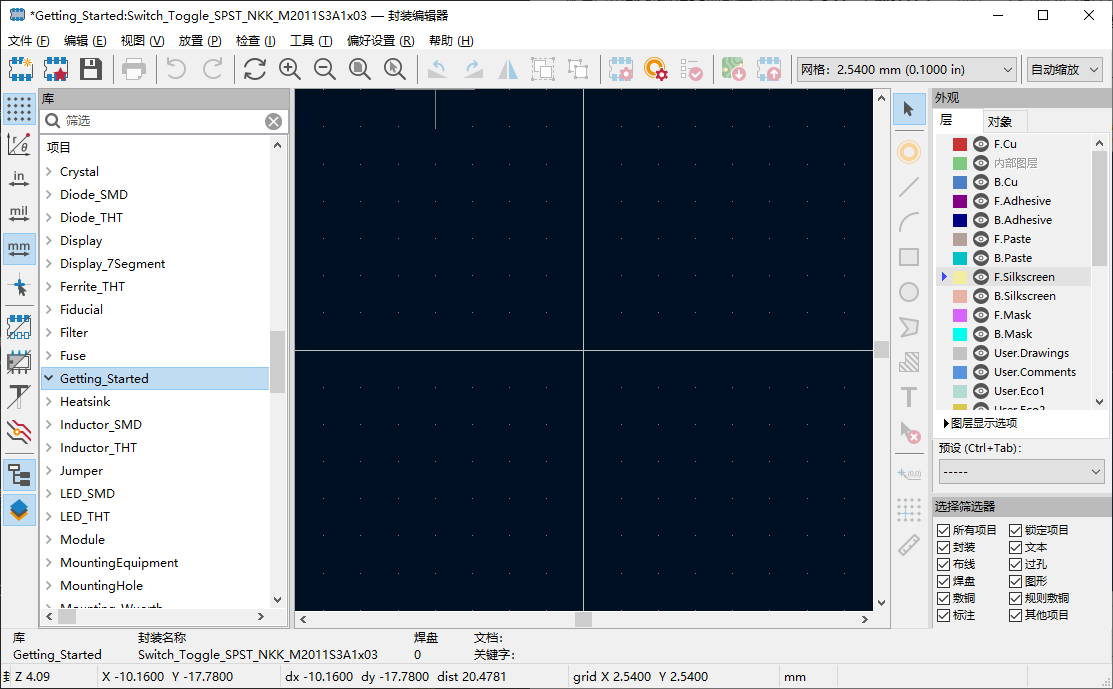 *Getting_Started:Switch_Toggle_SPST_NKK_M2011S3A1x03 — 封装编辑器
文件 (F) 编辑 (E) 视图 (V) 放置 (P) 检查 (I) 工具 (T) 偏好设置 (R) 帮助 (H)
网格: 2.5400 mm (0.1000 in) 自动缩放
库
筛选
项目
Crystal
Diode_SMD
Diode_THT
Display
Display_7Segment
Ferrite_THT
Fiducial
Filter
Fuse
Getting_Started
Heatsink
Inductor_SMD
Inductor_THT
Jumper
LED_SMD
LED_THT
Module
MountingEquipment
MountingHole
Mounting_Wuerth
r θ
in
mil
mm
T
(0,0)
外观
层 对象
F.Cu
内部图层
B.Cu
F.Adhesive
B.Adhesive
F.Paste
B.Paste
F.Silkscreen
B.Silkscreen
F.Mask
B.Mask
User.Drawings
User.Comments
User.Eco1
User.Eco2
图层显示选项
预设 (Ctrl+Tab):
-----
选择筛选器
所有项目 锁定项目
封装 文本
布线 过孔
焊盘 图形
敷铜 规则敷铜
标注 其他项目
库 封装名称 焊盘 文档:
Getting_Started Switch_Toggle_SPST_NKK_M2011S3A1x03 0 关键字:
Z 4.09 X -10.1600 Y -17.7800 dx -10.1600 dy -17.7800 dist 20.4781 grid X 2.5400 Y 2.5400 mm